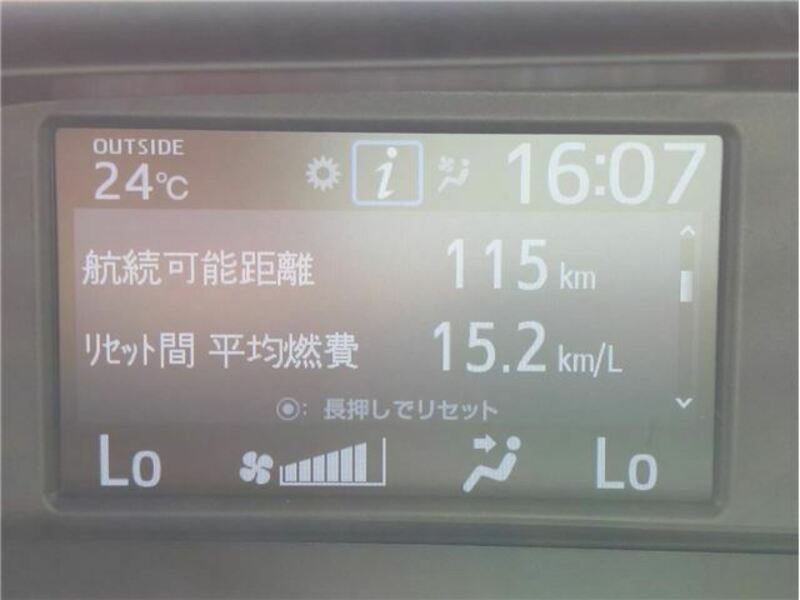 OUTSIDE
24℃
i
16:07
航続可能距離 115 km
リセット間 平均燃費 15.2 km/L
◉: 長押しでリセット
Lo Lo